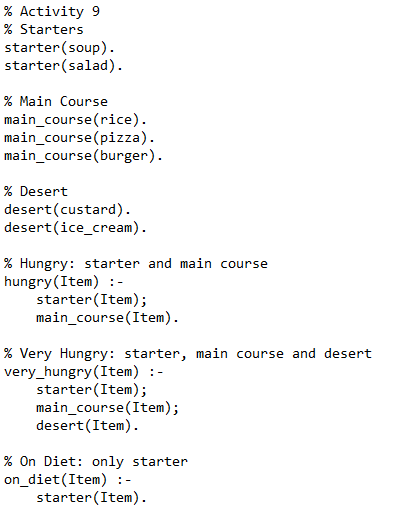 % Activity 9
% Starters
starter(soup).
starter(salad).

% Main Course
main_course(rice).
main_course(pizza).
main_course(burger).

% Desert
desert(custard).
desert(ice_cream).

% Hungry: starter and main course
hungry(Item) :-
    starter(Item);
    main_course(Item).

% Very Hungry: starter, main course and desert
very_hungry(Item) :-
    starter(Item);
    main_course(Item);
    desert(Item).

% On Diet: only starter
on_diet(Item) :-
    starter(Item).